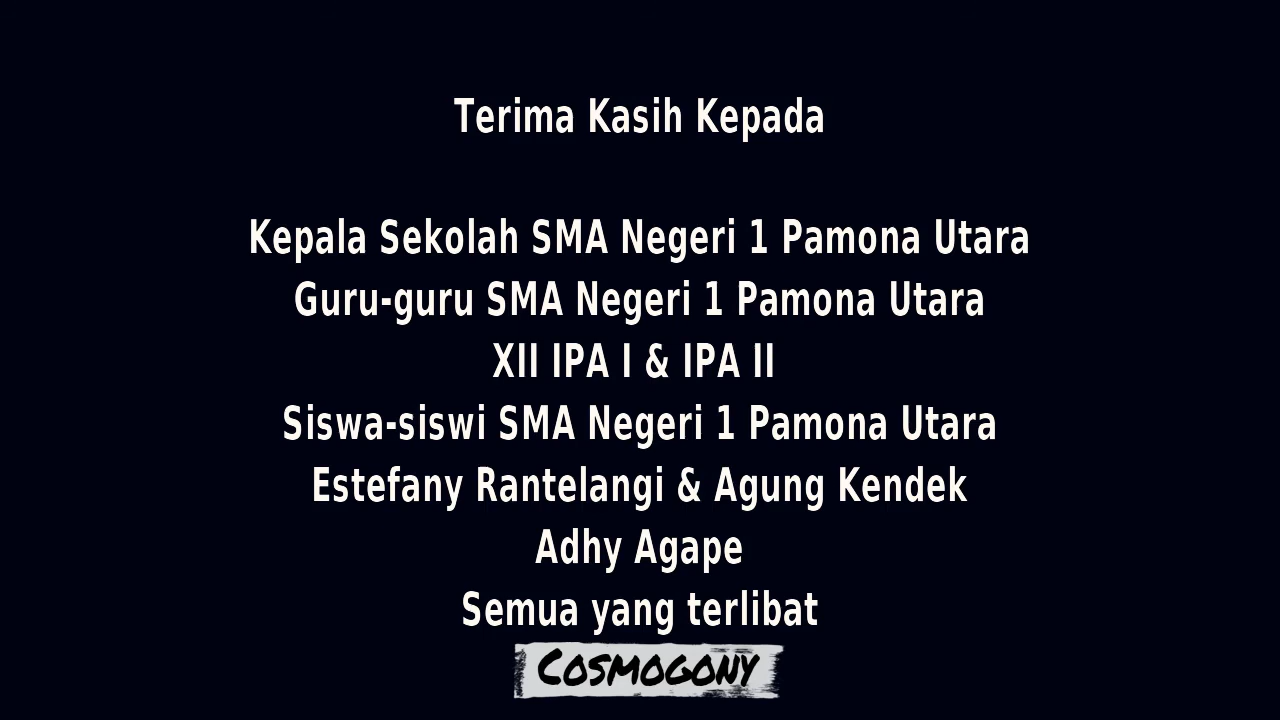 Terima Kasih Kepada
Kepala Sekolah SMA Negeri 1 Pamona Utara
Guru-guru SMA Negeri 1 Pamona Utara
XII IPA I & IPA II
Siswa-siswi SMA Negeri 1 Pamona Utara
Estefany Rantelangi & Agung Kendek
Adhy Agape
Semua yang terlibat
COSMOGONY